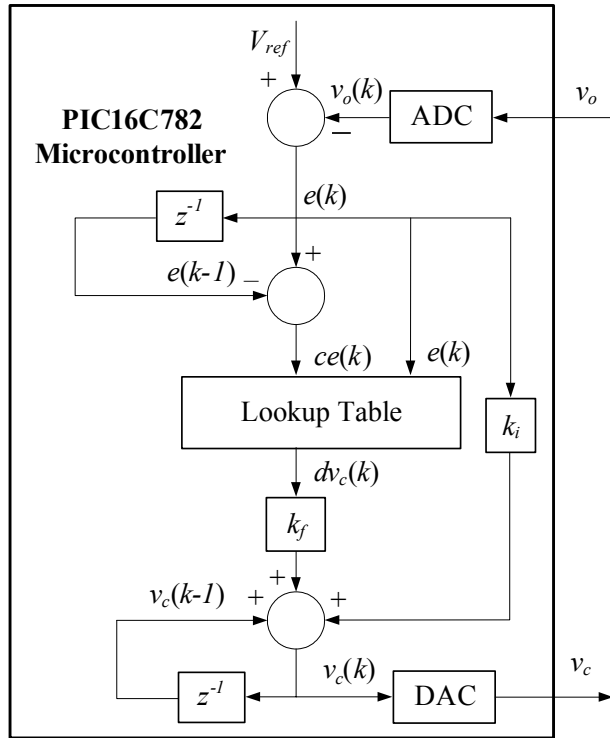 V_ref
+
v_o(k)
v_o
ADC
−
PIC16C782
Microcontroller
e(k)
z^-1
+
e(k-1)
−
ce(k)
e(k)
Lookup Table
k_i
dv_c(k)
k_f
v_c(k-1)
+
+
+
v_c(k)
v_c
z^-1
DAC